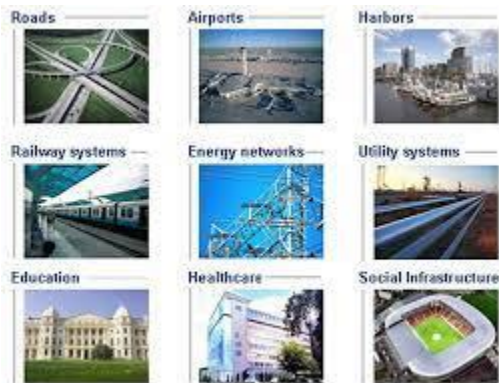 Roads
Airports
Harbors
Railway systems
Energy networks
Utility systems
Education
Healthcare
Social Infrastructure